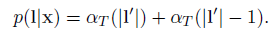 p(l|x) = α_T(|l′|) + α_T(|l′| − 1).